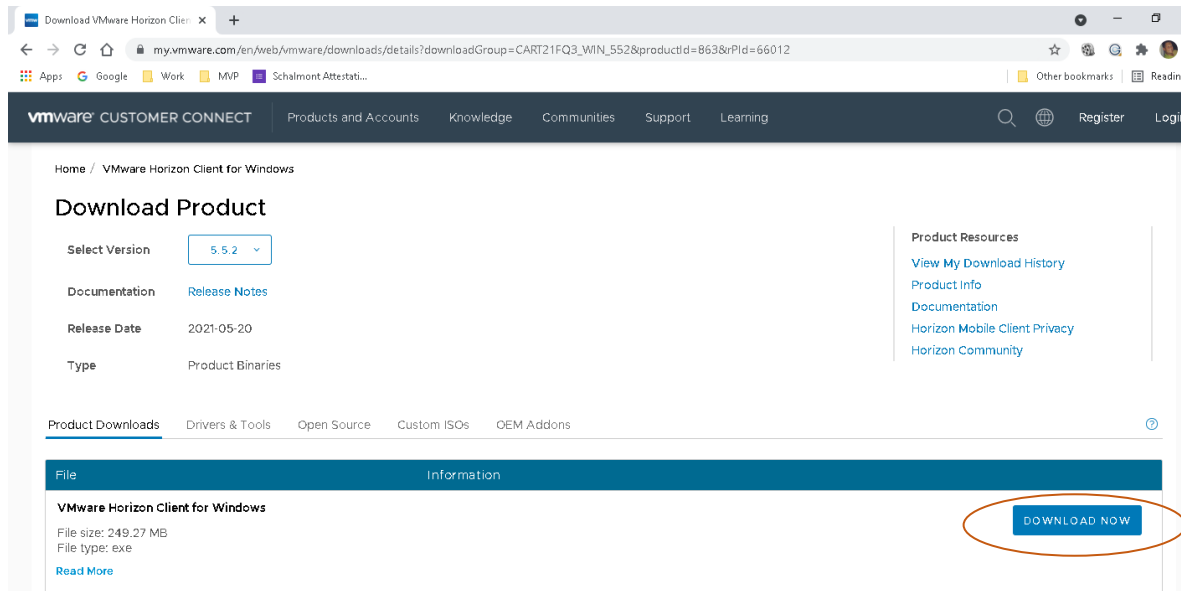 Download VMware Horizon Clien
my.vmware.com/en/web/vmware/downloads/details?downloadGroup=CART21FQ3_WIN_552&productId=863&rPId=66012
Apps Google Work MVP Schalmont Attestati... Other bookmarks Readin
vmware CUSTOMER CONNECT Products and Accounts Knowledge Communities Support Learning Register Logi
Home / VMware Horizon Client for Windows
Download Product
Select Version 5.5.2
Documentation Release Notes
Release Date 2021-05-20
Type Product Binaries
Product Resources
View My Download History
Product Info
Documentation
Horizon Mobile Client Privacy
Horizon Community
Product Downloads Drivers & Tools Open Source Custom ISOs OEM Addons
File Information
VMware Horizon Client for Windows
File size: 249.27 MB
File type: exe
Read More
DOWNLOAD NOW